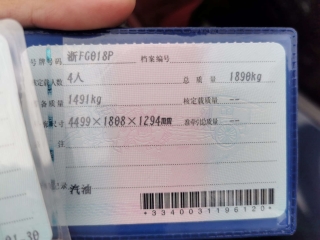 号牌号码 浙FG018P 档案编号
核定载人数 4人 总质量 1890kg
整备质量 1491kg 核定载质量 --
外廓尺寸 4499×1808×1294mm 准牵引总质量 --
注
汽油
*3340031196120*
01-30